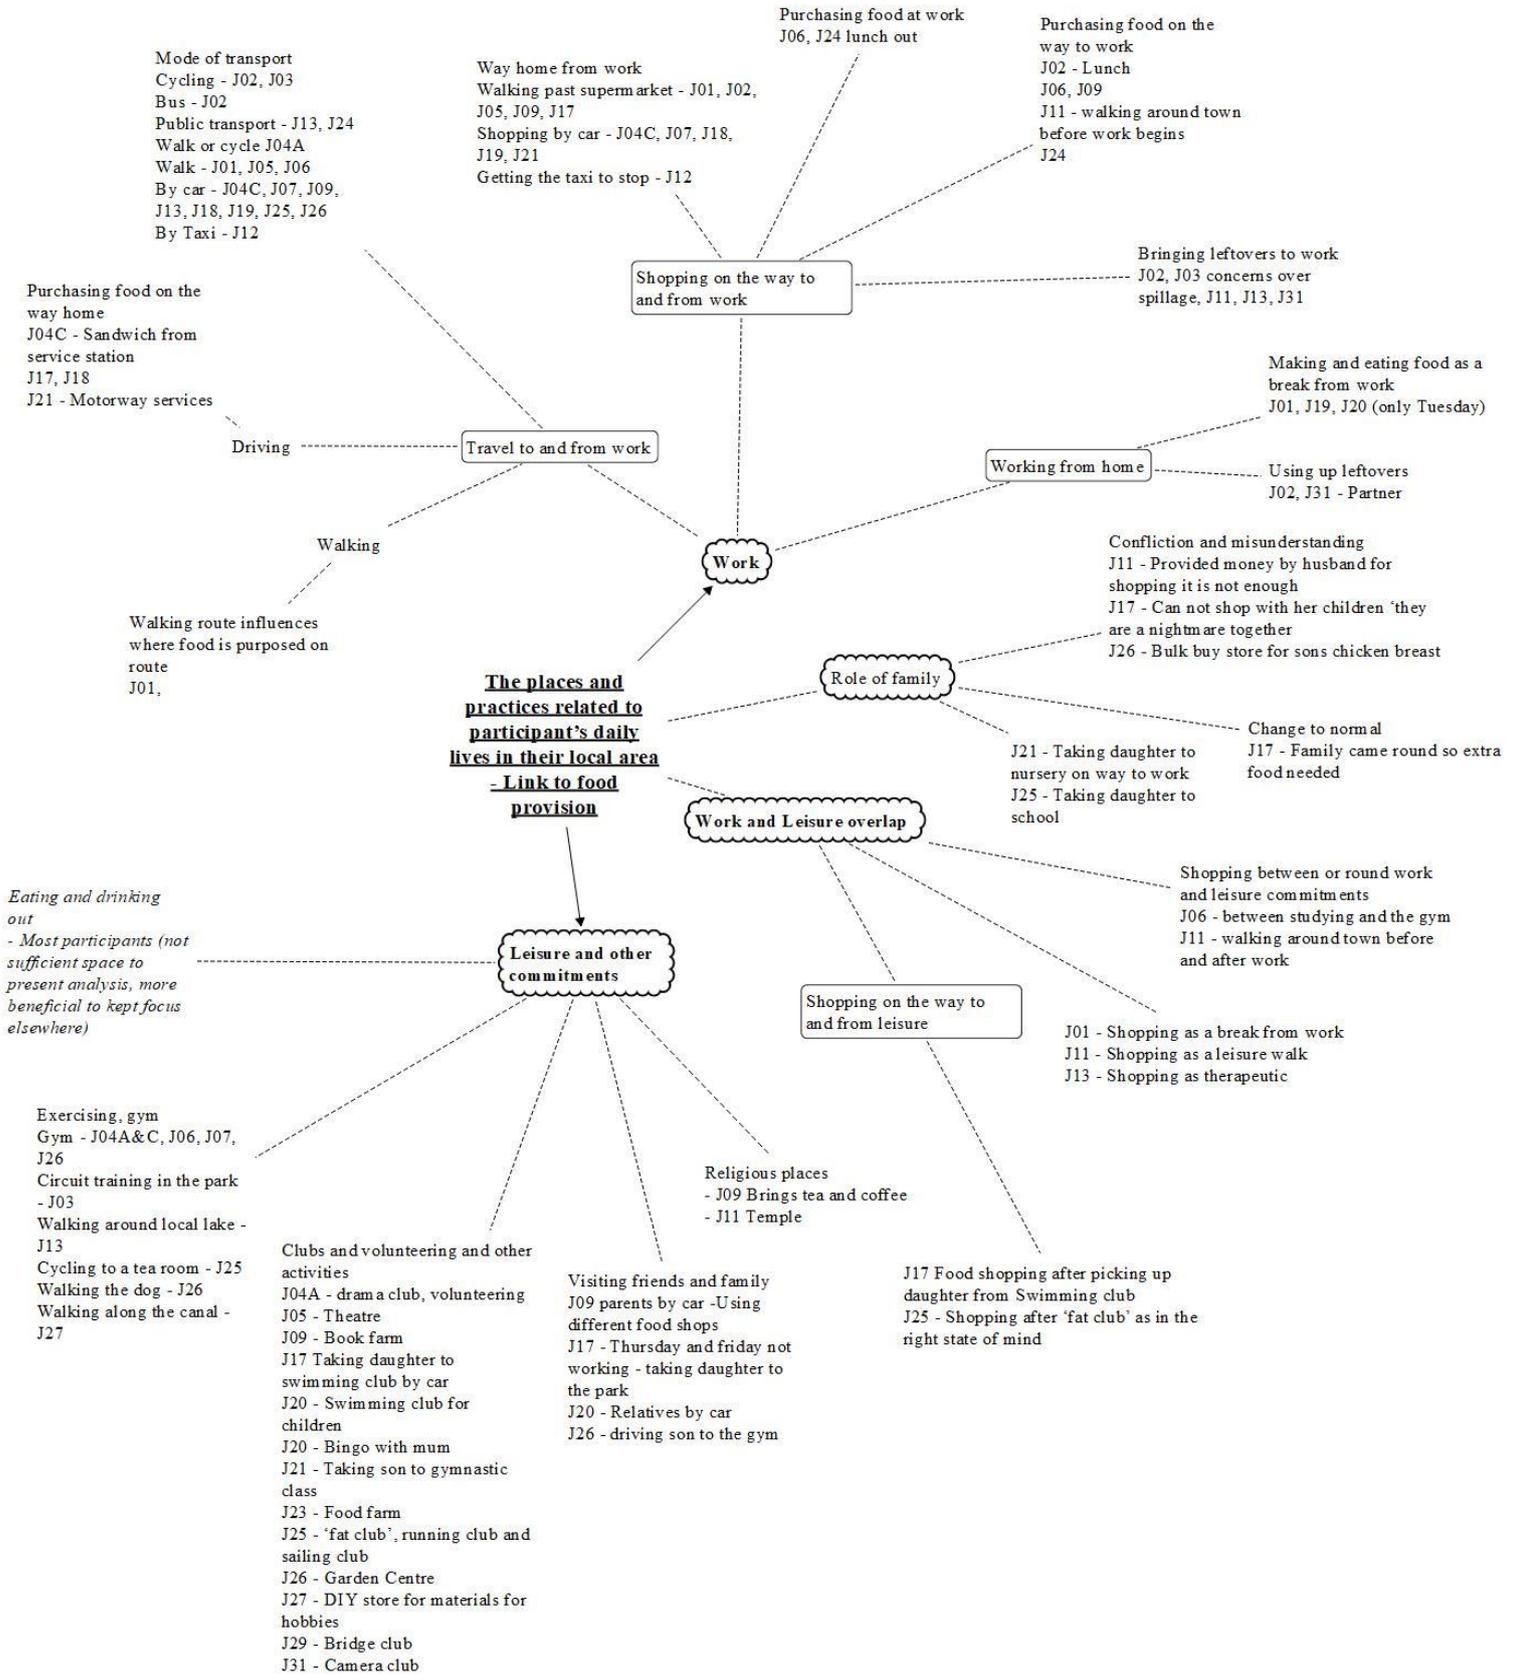 Purchasing food at work
J06, J24 lunch out
Purchasing food on the
way to work
J02 - Lunch
J06, J09
J11 - walking around town
before work begins
J24
Mode of transport
Cycling - J02, J03
Bus - J02
Public transport - J13, J24
Walk or cycle J04A
Walk - J01, J05, J06
By car - J04C, J07, J09,
J13, J18, J19, J25, J26
By Taxi - J12
Way home from work
Walking past supermarket - J01, J02,
J05, J09, J17
Shopping by car - J04C, J07, J18,
J19, J21
Getting the taxi to stop - J12
Shopping on the way to
and from work
Bringing leftovers to work
J02, J03 concerns over
spillage, J11, J13, J31
Purchasing food on the
way home
J04C - Sandwich from
service station
J17, J18
J21 - Motorway services
Making and eating food as a
break from work
J01, J19, J20 (only Tuesday)
Driving
Travel to and from work
Working from home
Using up leftovers
J02, J31 - Partner
Walking
Work
Confliction and misunderstanding
J11 - Provided money by husband for
shopping it is not enough
J17 - Can not shop with her children ‘they
are a nightmare together
J26 - Bulk buy store for sons chicken breast
Walking route influences
where food is purposed on
route
J01,
The places and
practices related to
participant’s daily
lives in their local area
- Link to food
provision
Role of family
Change to normal
J17 - Family came round so extra
food needed
J21 - Taking daughter to
nursery on way to work
J25 - Taking daughter to
school
Work and Leisure overlap
Shopping between or round work
and leisure commitments
J06 - between studying and the gym
J11 - walking around town before
and after work
Eating and drinking
out
- Most participants (not
sufficient space to
present analysis, more
beneficial to kept focus
elsewhere)
Leisure and other
commitments
Shopping on the way to
and from leisure
J01 - Shopping as a break from work
J11 - Shopping as a leisure walk
J13 - Shopping as therapeutic
Exercising, gym
Gym - J04A&C, J06, J07,
J26
Circuit training in the park
- J03
Walking around local lake -
J13
Cycling to a tea room - J25
Walking the dog - J26
Walking along the canal -
J27
Religious places
- J09 Brings tea and coffee
- J11 Temple
Clubs and volunteering and other
activities
J04A - drama club, volunteering
J05 - Theatre
J09 - Book farm
J17 Taking daughter to
swimming club by car
J20 - Swimming club for
children
J20 - Bingo with mum
J21 - Taking son to gymnastic
class
J23 - Food farm
J25 - ‘fat club’, running club and
sailing club
J26 - Garden Centre
J27 - DIY store for materials for
hobbies
J29 - Bridge club
J31 - Camera club
Visiting friends and family
J09 parents by car -Using
different food shops
J17 - Thursday and friday not
working - taking daughter to
the park
J20 - Relatives by car
J26 - driving son to the gym
J17 Food shopping after picking up
daughter from Swimming club
J25 - Shopping after ‘fat club’ as in the
right state of mind